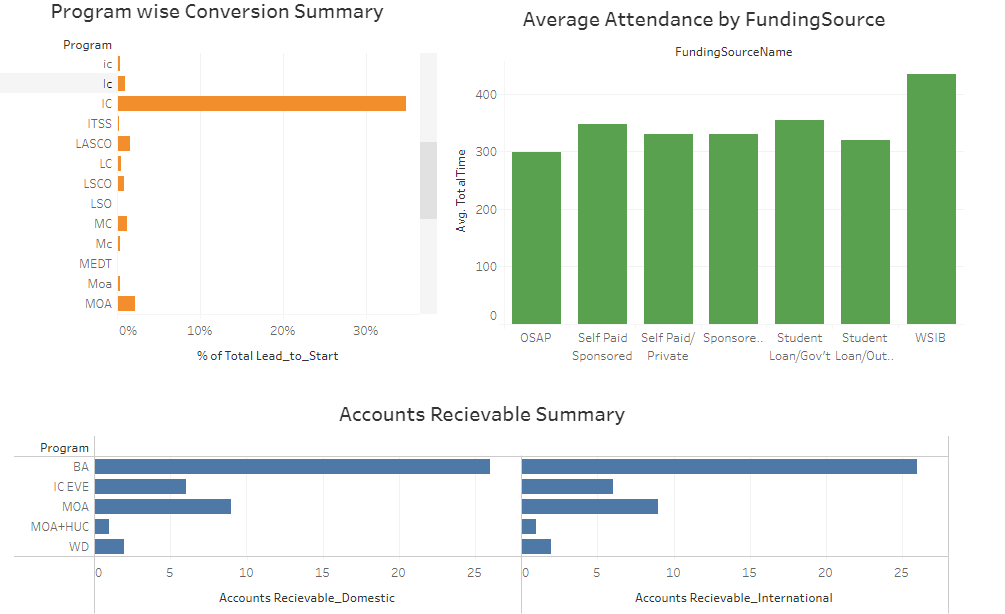 Program wise Conversion Summary
Program
ic
Ic
IC
ITSS
LASCO
LC
LSCO
LSO
MC
Mc
MEDT
Moa
MOA
0% 10% 20% 30%
% of Total Lead_to_Start
Average Attendance by FundingSource
FundingSourceName
Avg. TotalTime
400
300
200
100
0
OSAP
Self Paid
Sponsored
Self Paid/
Private
Sponsore..
Student
Loan/Gov't
Student
Loan/Out..
WSIB
Accounts Recievable Summary
Program
BA
IC EVE
MOA
MOA+HUC
WD
0 5 10 15 20 25
Accounts Recievable_Domestic
0 5 10 15 20 25
Accounts Recievable_International